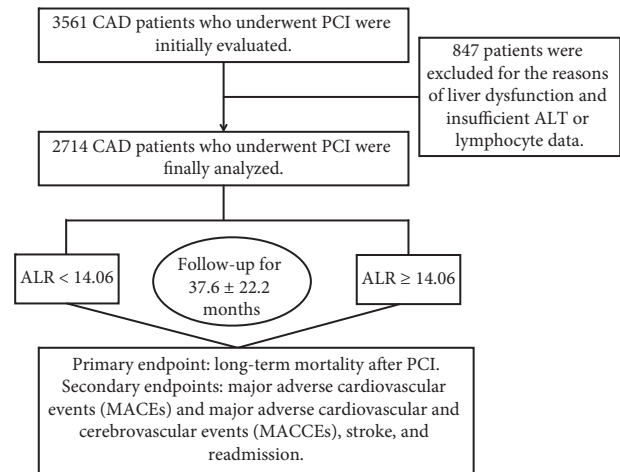 3561 CAD patients who underwent PCI were
initially evaluated.
847 patients were
excluded for the reasons
of liver dysfunction and
insufficient ALT or
lymphocyte data.
2714 CAD patients who underwent PCI were
finally analyzed.
ALR < 14.06
Follow-up for
37.6 ± 22.2
months
ALR ≥ 14.06
Primary endpoint: long-term mortality after PCI.
Secondary endpoints: major adverse cardiovascular
events (MACEs) and major adverse cardiovascular and
cerebrovascular events (MACCEs), stroke, and
readmission.